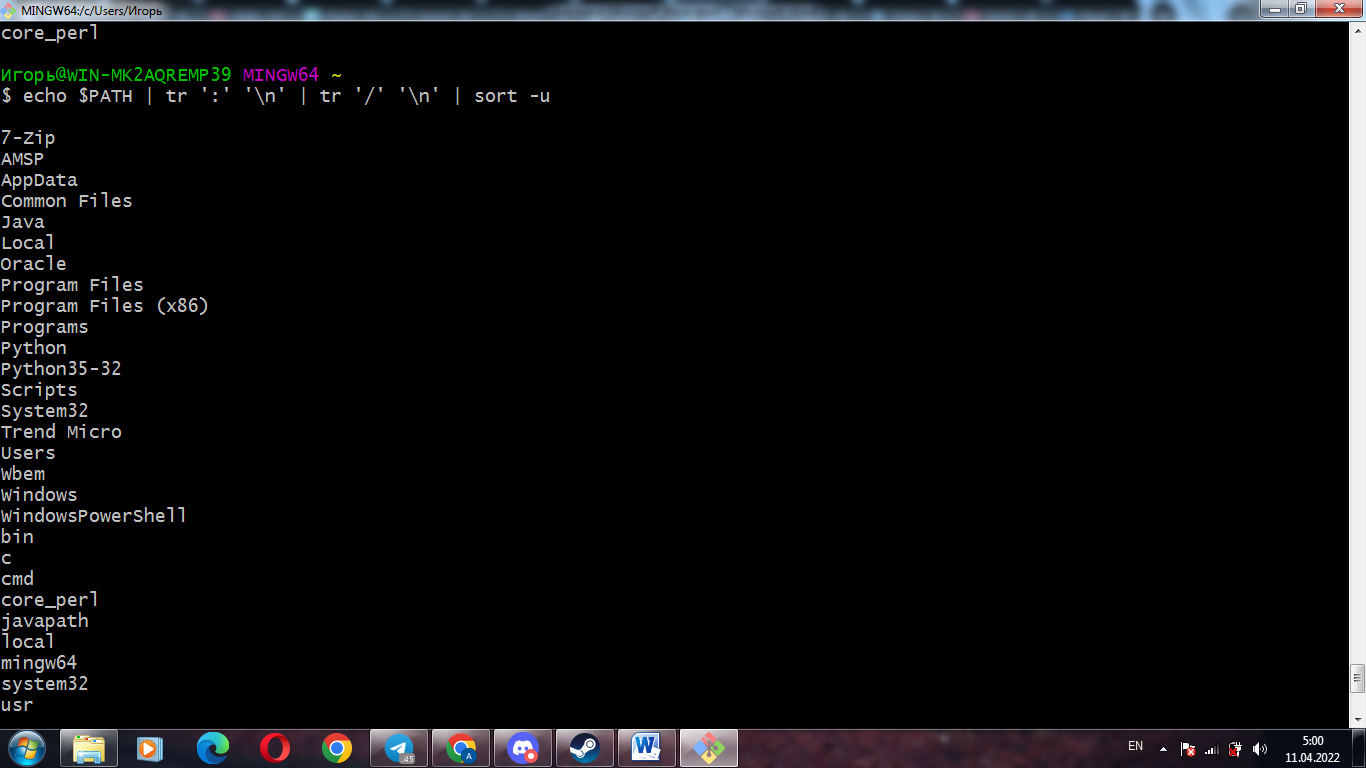 MINGW64:/c/Users/Игорь
core_perl
Игорь@WIN-MK2AQREMP39 MINGW64 ~
$ echo $PATH | tr ':' '\n' | tr '/' '\n' | sort -u
7-Zip
AMSP
AppData
Common Files
Java
Local
Oracle
Program Files
Program Files (x86)
Programs
Python
Python35-32
Scripts
System32
Trend Micro
Users
Wbem
Windows
WindowsPowerShell
bin
c
cmd
core_perl
javapath
local
mingw64
system32
usr
45
A
W
EN
5:00
11.04.2022